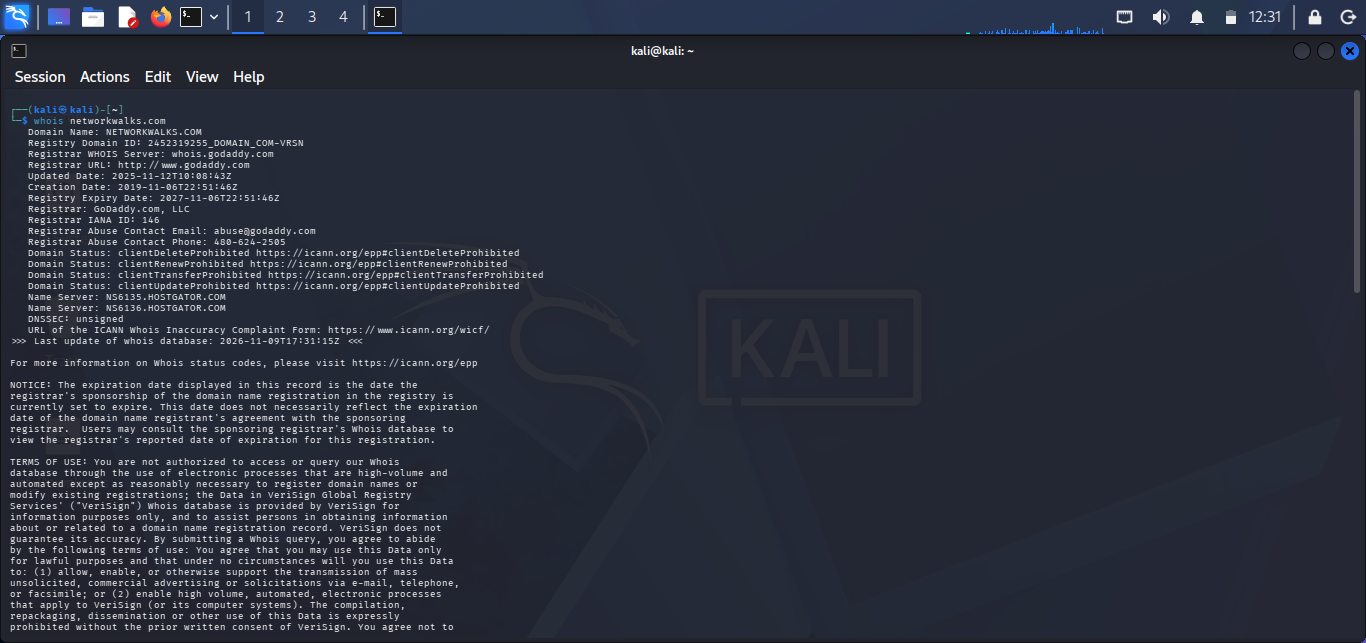 1 2 3 4 12:31
kali@kali: ~
Session Actions Edit View Help
┌──(kali㉿kali)-[~]
└─$ whois networkwalks.com
Domain Name: NETWORKWALKS.COM
Registry Domain ID: 2452319255_DOMAIN_COM-VRSN
Registrar WHOIS Server: whois.godaddy.com
Registrar URL: http://www.godaddy.com
Updated Date: 2025-11-12T10:08:43Z
Creation Date: 2019-11-06T22:51:46Z
Registry Expiry Date: 2027-11-06T22:51:46Z
Registrar: GoDaddy.com, LLC
Registrar IANA ID: 146
Registrar Abuse Contact Email: abuse@godaddy.com
Registrar Abuse Contact Phone: 480-624-2505
Domain Status: clientDeleteProhibited https://icann.org/epp#clientDeleteProhibited
Domain Status: clientRenewProhibited https://icann.org/epp#clientRenewProhibited
Domain Status: clientTransferProhibited https://icann.org/epp#clientTransferProhibited
Domain Status: clientUpdateProhibited https://icann.org/epp#clientUpdateProhibited
Name Server: NS6135.HOSTGATOR.COM
Name Server: NS6136.HOSTGATOR.COM
DNSSEC: unsigned
URL of the ICANN Whois Inaccuracy Complaint Form: https://www.icann.org/wicf/
>>> Last update of whois database: 2026-11-09T17:31:15Z <<<
For more information on Whois status codes, please visit https://icann.org/epp
NOTICE: The expiration date displayed in this record is the date the
registrar's sponsorship of the domain name registration in the registry is
currently set to expire. This date does not necessarily reflect the expiration
date of the domain name registrant's agreement with the sponsoring
registrar.  Users may consult the sponsoring registrar's Whois database to
view the registrar's reported date of expiration for this registration.
TERMS OF USE: You are not authorized to access or query our Whois
database through the use of electronic processes that are high-volume and
automated except as reasonably necessary to register domain names or
modify existing registrations; the Data in VeriSign Global Registry
Services' ("VeriSign") Whois database is provided by VeriSign for
information purposes only, and to assist persons in obtaining information
about or related to a domain name registration record. VeriSign does not
guarantee its accuracy. By submitting a Whois query, you agree to abide
by the following terms of use: You agree that you may use this Data only
for lawful purposes and that under no circumstances will you use this Data
to: (1) allow, enable, or otherwise support the transmission of mass
unsolicited, commercial advertising or solicitations via e-mail, telephone,
or facsimile; or (2) enable high volume, automated, electronic processes
that apply to VeriSign (or its computer systems). The compilation,
repackaging, dissemination or other use of this Data is expressly
prohibited without the prior written consent of VeriSign. You agree not to
KALI